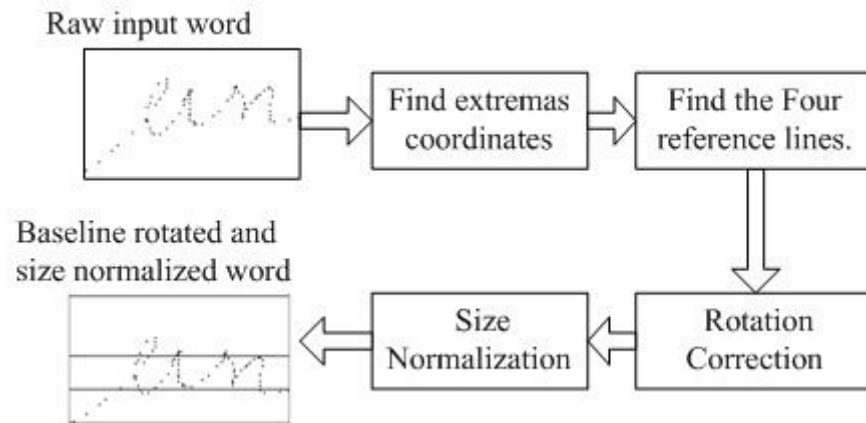 Raw input word
Find extremas
coordinates
Find the Four
reference lines.
Rotation
Correction
Size
Normalization
Baseline rotated and
size normalized word